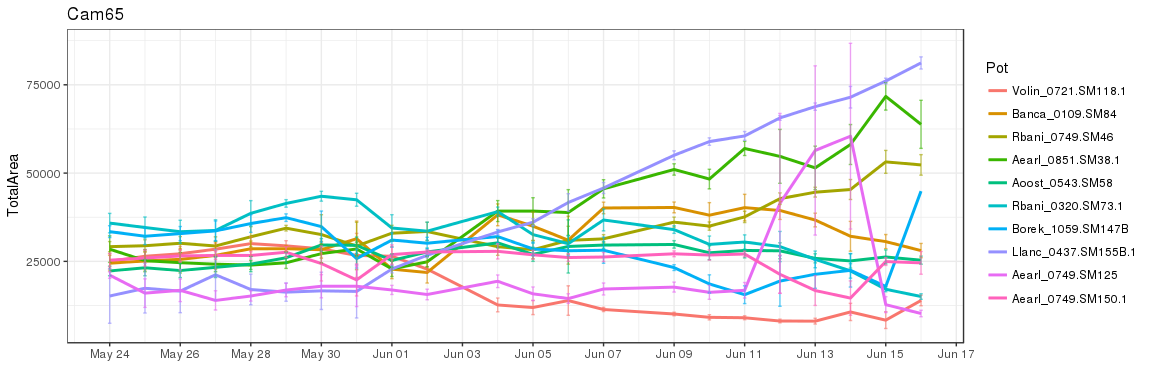 Cam65
TotalArea
75000
50000
25000
May 24 May 26 May 28 May 30 Jun 01 Jun 03 Jun 05 Jun 07 Jun 09 Jun 11 Jun 13 Jun 15 Jun 17
Pot
Volin_0721.SM118.1
Banca_0109.SM84
Rbani_0749.SM46
Aearl_0851.SM38.1
Aoost_0543.SM58
Rbani_0320.SM73.1
Borek_1059.SM147B
Llanc_0437.SM155B.1
Aearl_0749.SM125
Aearl_0749.SM150.1